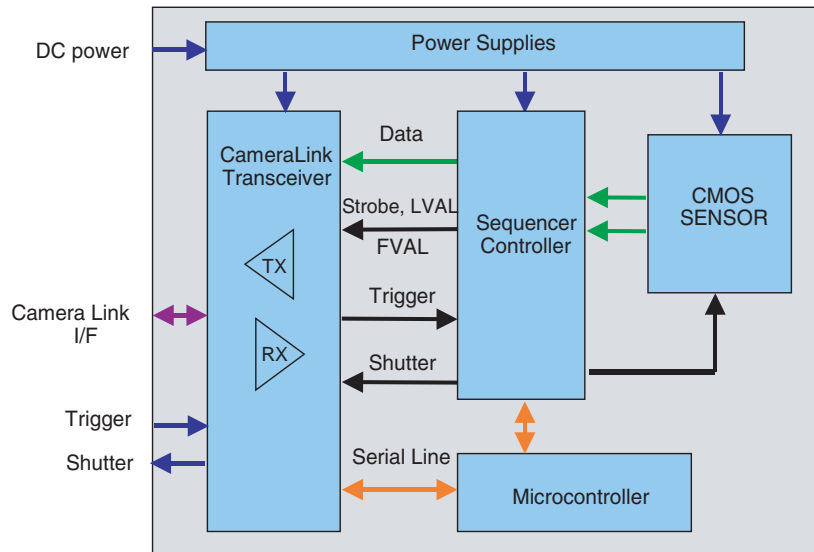 DC power
Power Supplies
CameraLink
Transceiver
Data
Strobe, LVAL
FVAL
Sequencer
Controller
CMOS
SENSOR
TX
Trigger
Camera Link
I/F
RX
Shutter
Trigger
Shutter
Serial Line
Microcontroller